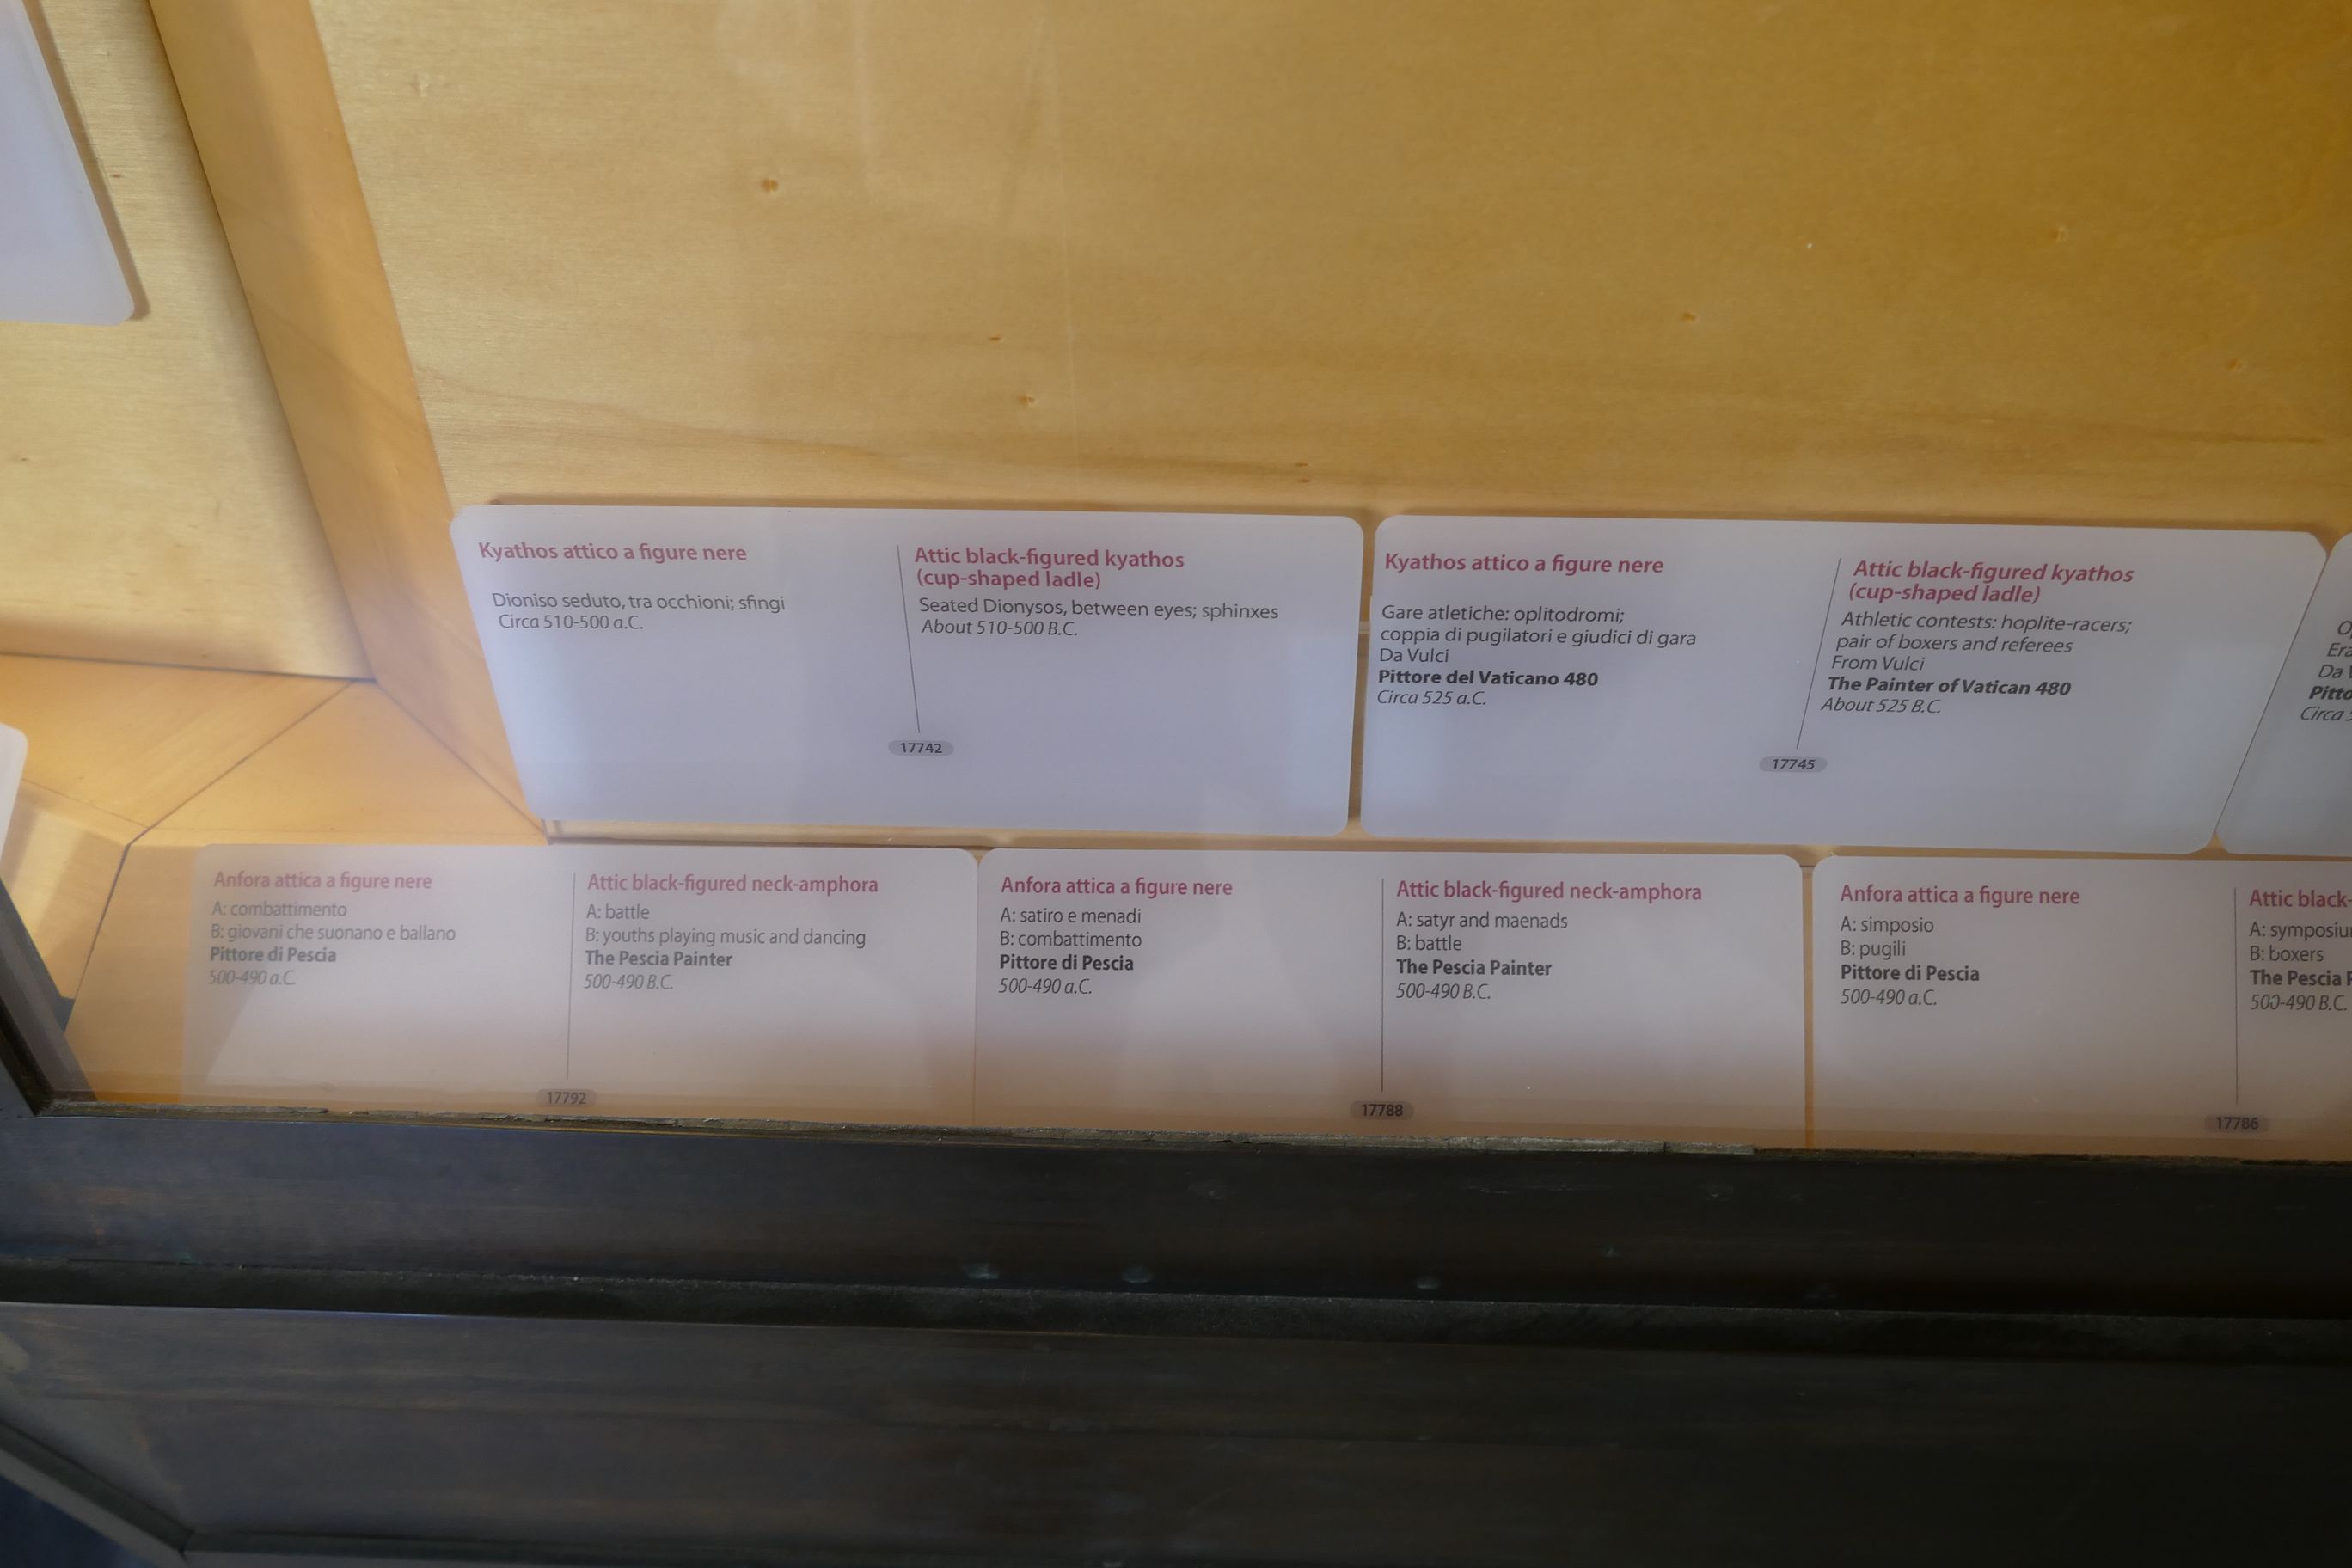 Kyathos attico a figure nere
Dioniso seduto, tra occhioni; sfingi
Circa 510-500 a.C.
Attic black-figured kyathos
(cup-shaped ladle)
Seated Dionysos, between eyes; sphinxes
About 510-500 B.C.
17742
Kyathos attico a figure nere
Gare atletiche: oplitodromi;
coppia di pugilatori e giudici di gara
Da Vulci
Pittore del Vaticano 480
Circa 525 a.C.
Attic black-figured kyathos
(cup-shaped ladle)
Athletic contests: hoplite-racers;
pair of boxers and referees
From Vulci
The Painter of Vatican 480
About 525 B.C.
17745
Da
Circa
Anfora attica a figure nere
A: combattimento
B: giovani che suonano e ballano
Pittore di Pescia
500-490 a.C.
Attic black-figured neck-amphora
A: battle
B: youths playing music and dancing
The Pescia Painter
500-490 B.C.
17792
Anfora attica a figure nere
A: satiro e menadi
B: combattimento
Pittore di Pescia
500-490 a.C.
Attic black-figured neck-amphora
A: satyr and maenads
B: battle
The Pescia Painter
500-490 B.C.
17788
Anfora attica a figure nere
A: simposio
B: pugili
Pittore di Pescia
500-490 a.C.
Attic black-
A: symposiu
B: boxers
The Pescia
500-490 B.C.
17786